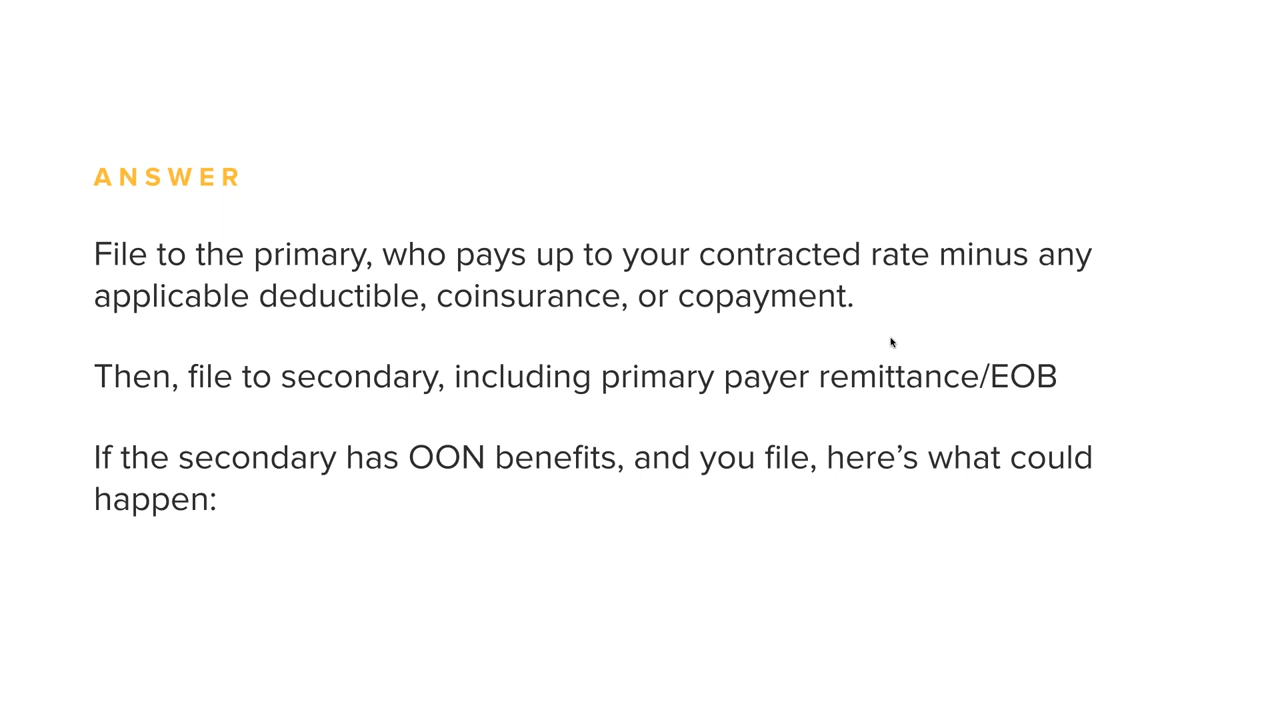 ANSWER
File to the primary, who pays up to your contracted rate minus any
applicable deductible, coinsurance, or copayment.
Then, file to secondary, including primary payer remittance/EOB
If the secondary has OON benefits, and you file, here’s what could
happen: